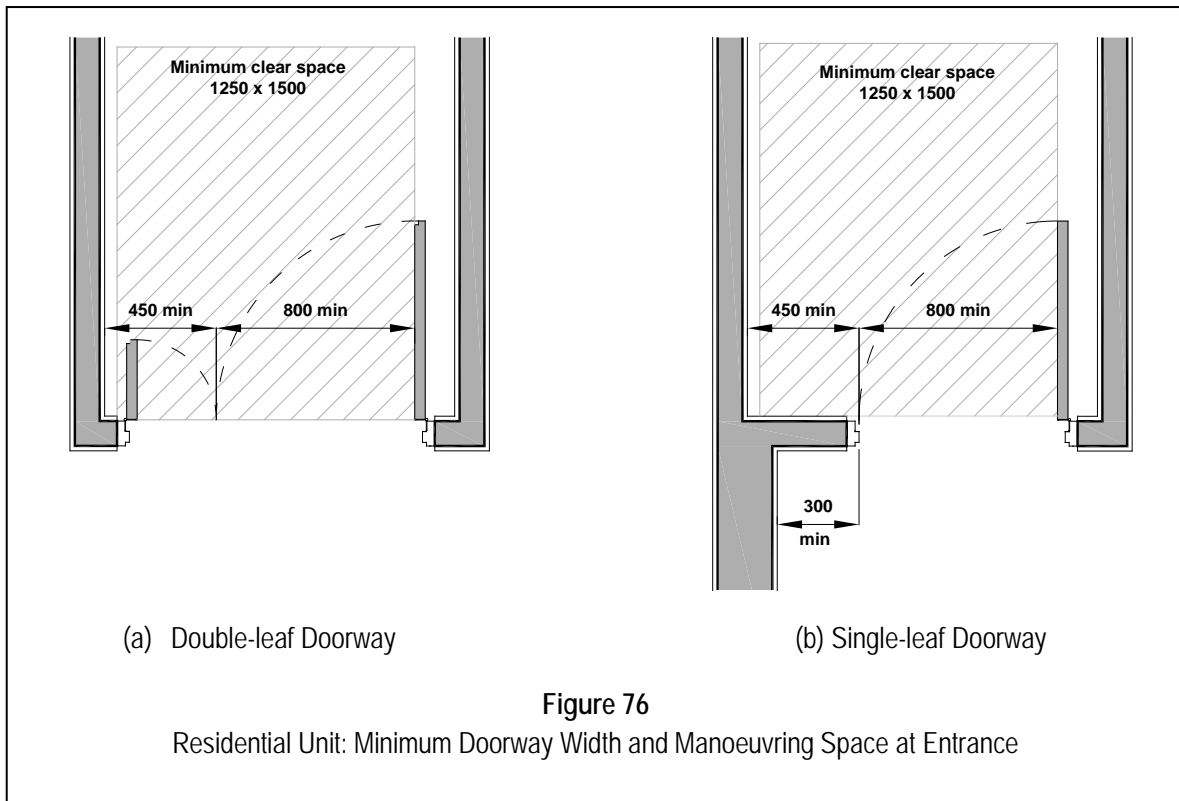 Minimum clear space
1250 x 1500
450 min
800 min
(a) Double-leaf Doorway
Minimum clear space
1250 x 1500
450 min
800 min
300
min
(b) Single-leaf Doorway
Figure 76
Residential Unit: Minimum Doorway Width and Manoeuvring Space at Entrance